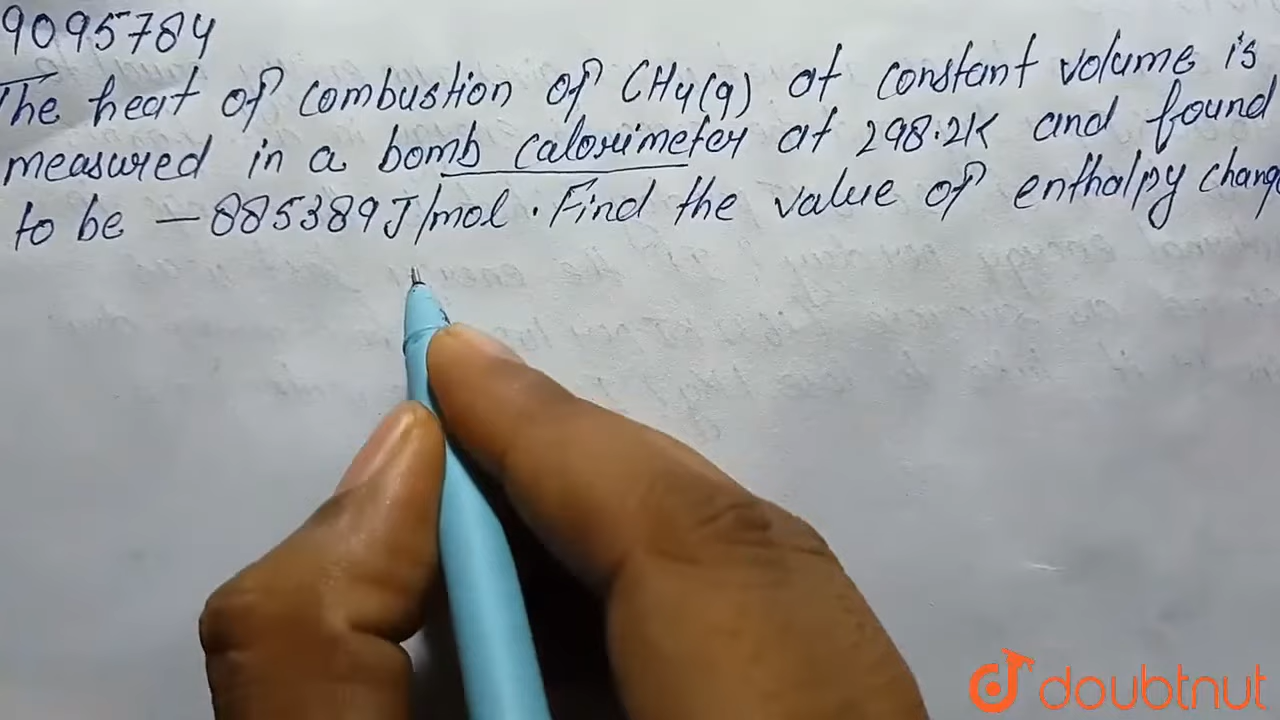 9095784
The heat of combustion of CH4(g) at constant volume is
measured in a bomb calorimeter at 298.2K and found
to be - 885389J/mol. Find the value of enthalpy change
doubtnut